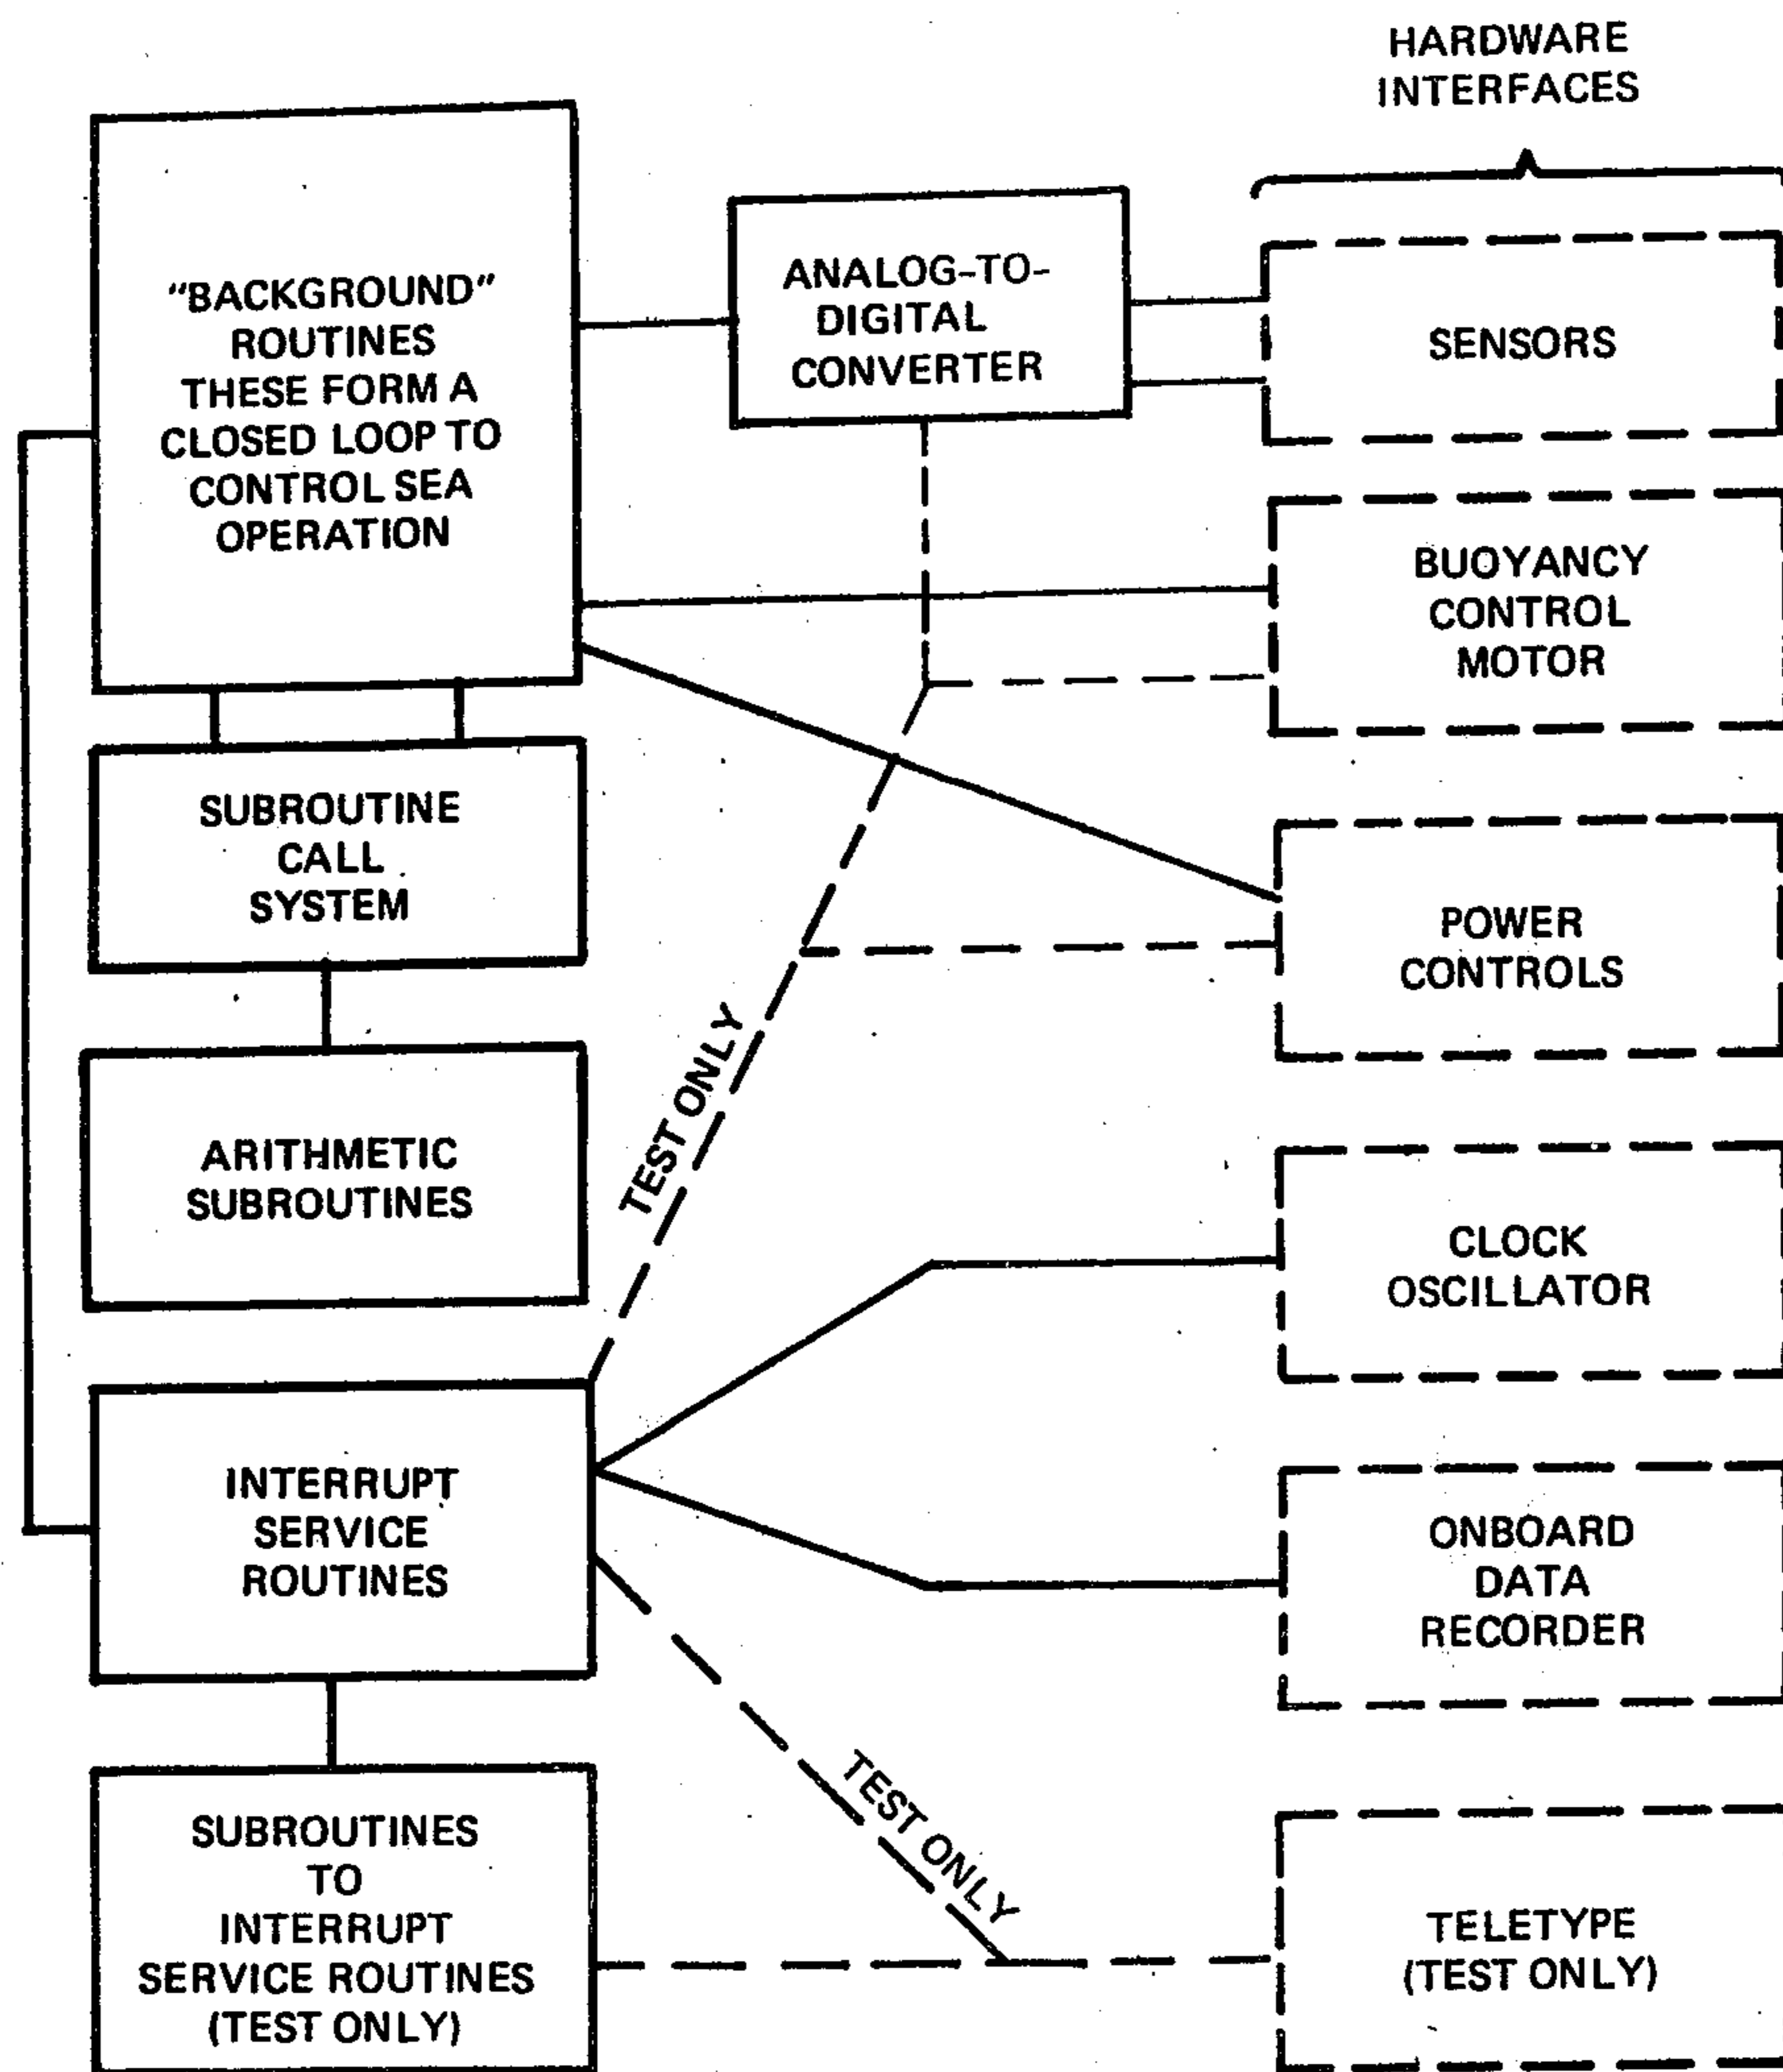 HARDWARE
INTERFACES
"BACKGROUND"
ROUTINES
THESE FORM A
CLOSED LOOP TO
CONTROL SEA
OPERATION
ANALOG-TO-
DIGITAL
CONVERTER
SENSORS
BUOYANCY
CONTROL
MOTOR
SUBROUTINE
CALL
SYSTEM
POWER
CONTROLS
TEST ONLY
ARITHMETIC
SUBROUTINES
CLOCK
OSCILLATOR
INTERRUPT
SERVICE
ROUTINES
ONBOARD
DATA
RECORDER
TEST ONLY
SUBROUTINES
TO
INTERRUPT
SERVICE ROUTINES
(TEST ONLY)
TELETYPE
(TEST ONLY)